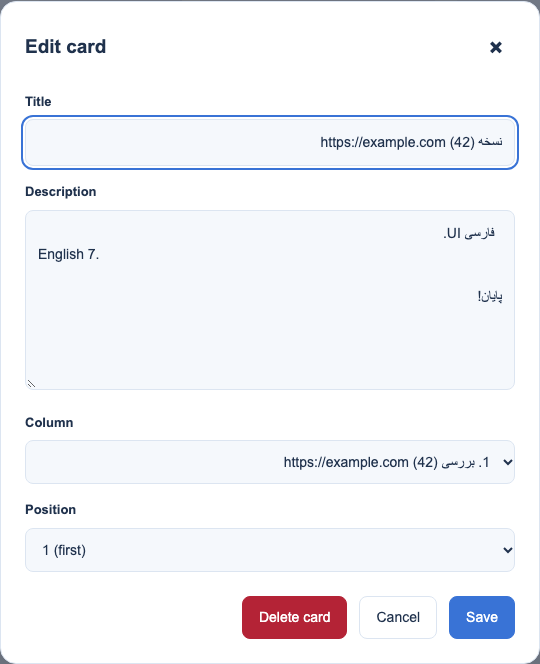 Edit card
×
Title
نسخه (42) https://example.com
Description
فارسی UI.
English 7.
پایان!
Column
1. بررسی (42) https://example.com
Position
1 (first)
Delete card
Cancel
Save